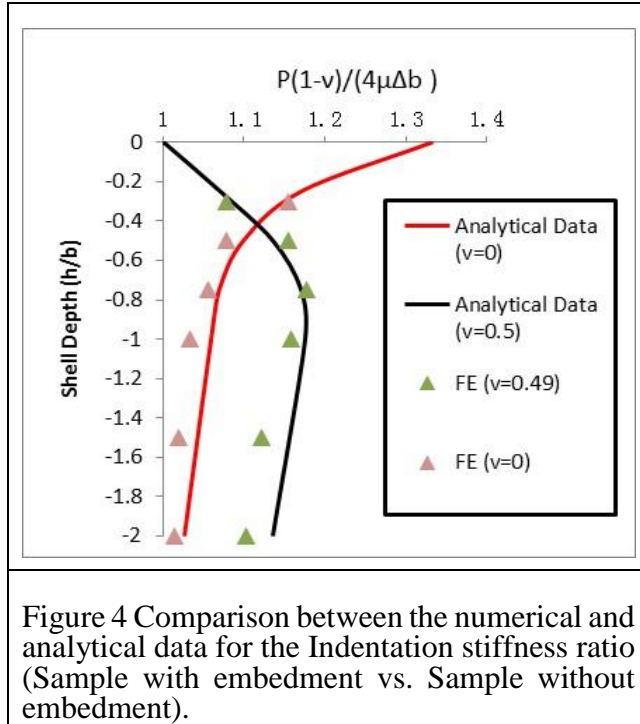 P(1-ν)/(4μΔb )
1 1.1 1.2 1.3 1.4
0
-0.2
-0.4
-0.6
-0.8
-1
-1.2
-1.4
-1.6
-1.8
-2
Shell Depth (h/b)
Analytical Data
(v=0)
Analytical Data
(v=0.5)
FE (v=0.49)
FE (v=0)
Figure 4 Comparison between the numerical and
analytical data for the Indentation stiffness ratio
(Sample with embedment vs. Sample without
embedment).